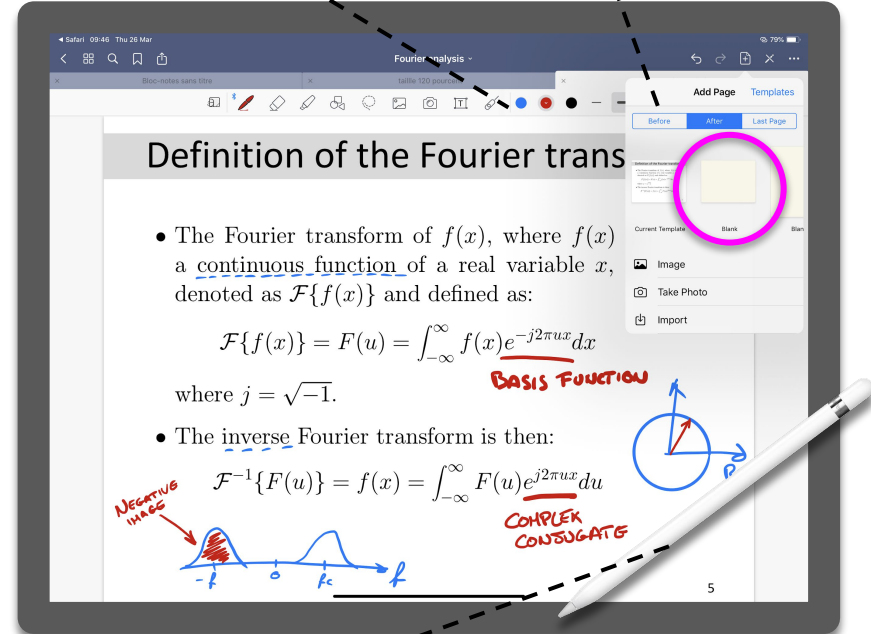 Safari 09:46 Thu 26 Mar
79%
Fourier analysis
Bloc-notes sans titre
taille 120 pourcent
Add Page
Templates
Before
After
Last Page
Current Template
Blank
Blan
Image
Take Photo
Import
Definition of the Fourier trans
• The Fourier transform of f(x), where f(x)
a continuous function of a real variable x,
denoted as ℱ{f(x)} and defined as:
ℱ{f(x)} = F(u) = ∫_{-∞}^{∞} f(x)e^{-j2πux}dx
BASIS FUNCTION
where j = √−1.
• The inverse Fourier transform is then:
ℱ^{-1}{F(u)} = f(x) = ∫_{-∞}^{∞} F(u)e^{j2πux}du
COMPLEX
CONJUGATE
NEGATIVE
IMAGE
-f
0
fc
f
5